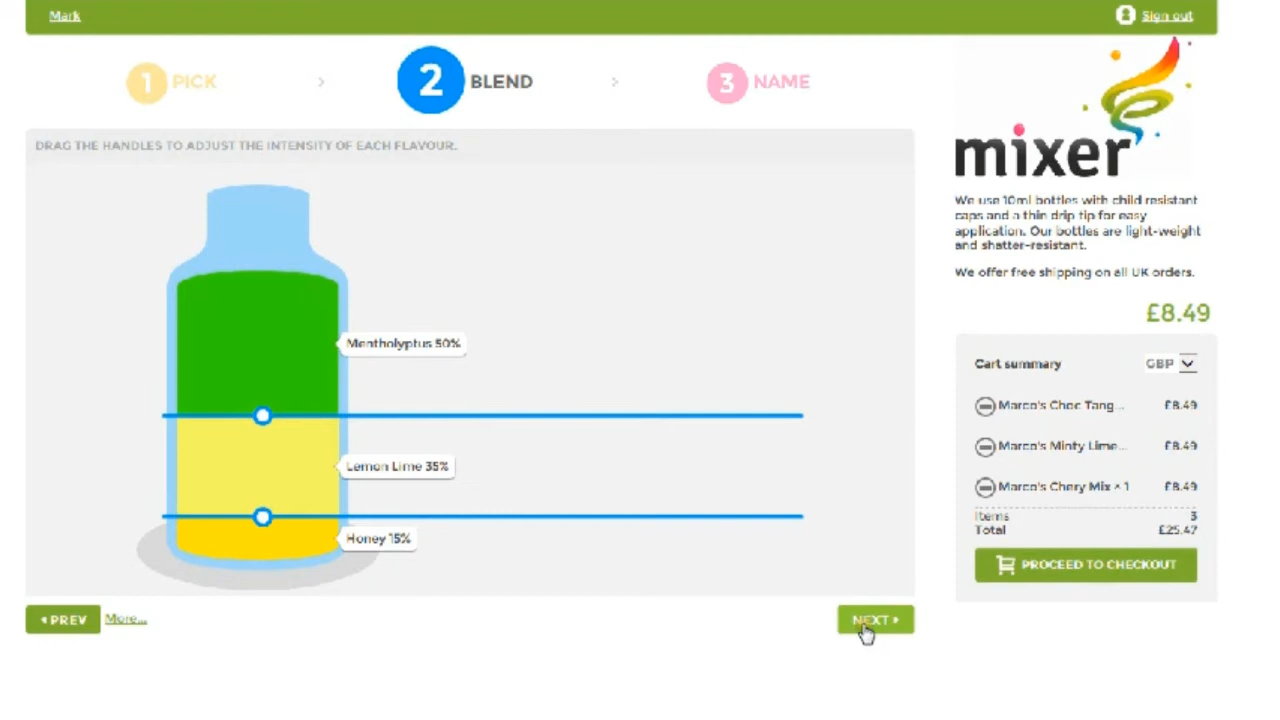 Mark
Sign out
1 PICK
2 BLEND
3 NAME
DRAG THE HANDLES TO ADJUST THE INTENSITY OF EACH FLAVOUR.
Mentholyptus 50%
Lemon Lime 35%
Honey 15%
PREV
More...
NEXT
mixer
We use 10ml bottles with child resistant
caps and a thin drip tip for easy
application. Our bottles are light-weight
and shatter-resistant.
We offer free shipping on all UK orders.
£8.49
Cart summary
GBP
Marco's Choc Tang... £8.49
Marco's Minty Lime... £8.49
Marco's Chery Mix × 1 £8.49
Items 3
Total £25.47
PROCEED TO CHECKOUT